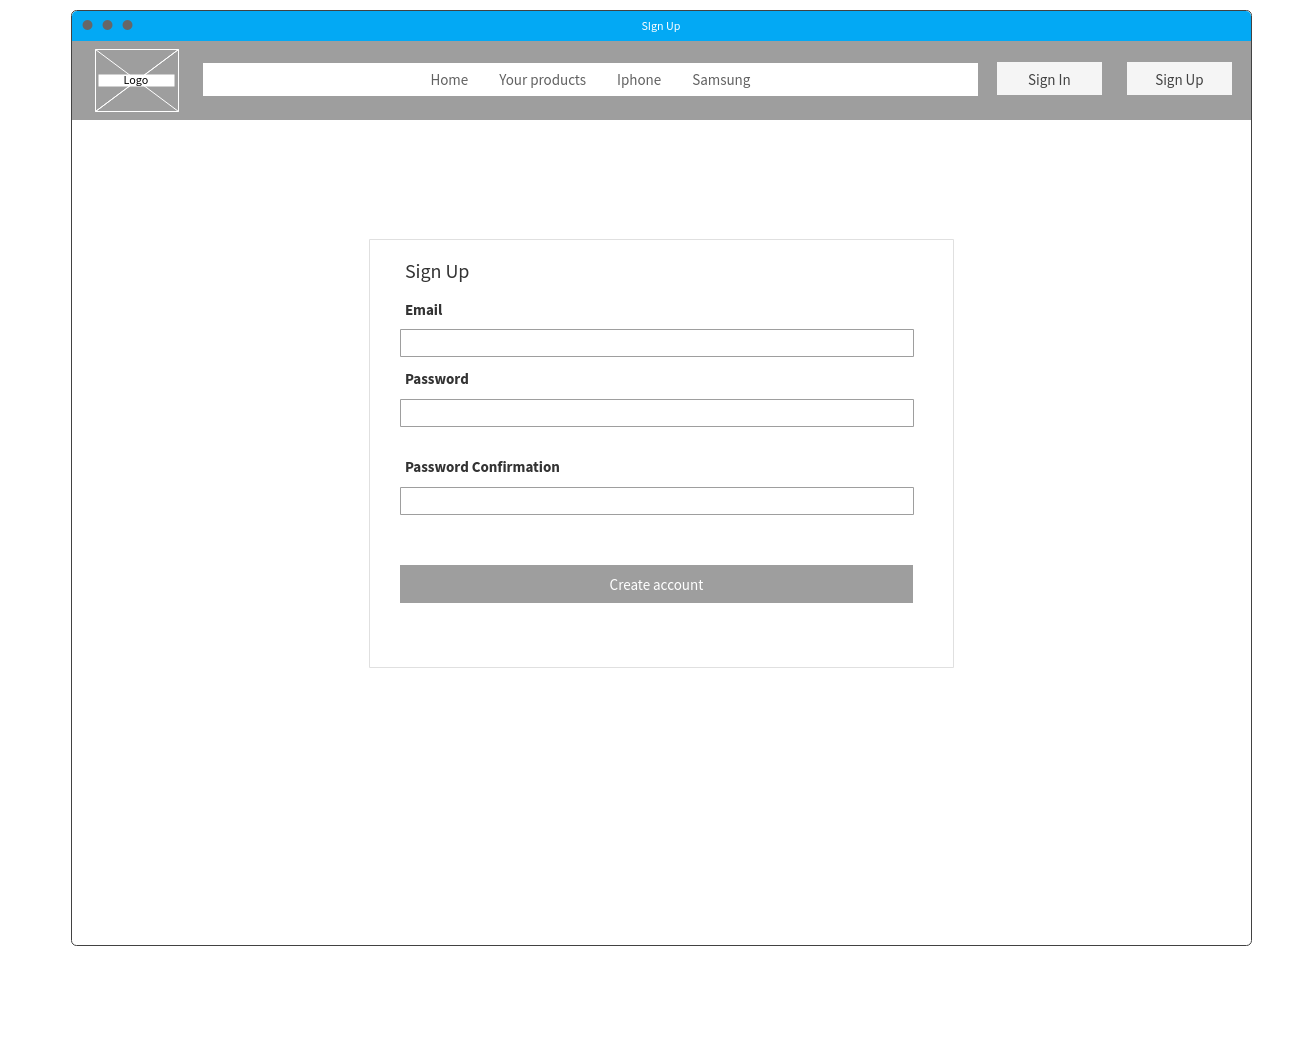 Sign Up
Logo
Home Your products Iphone Samsung
Sign In
Sign Up
Sign Up
Email
Password
Password Confirmation
Create account